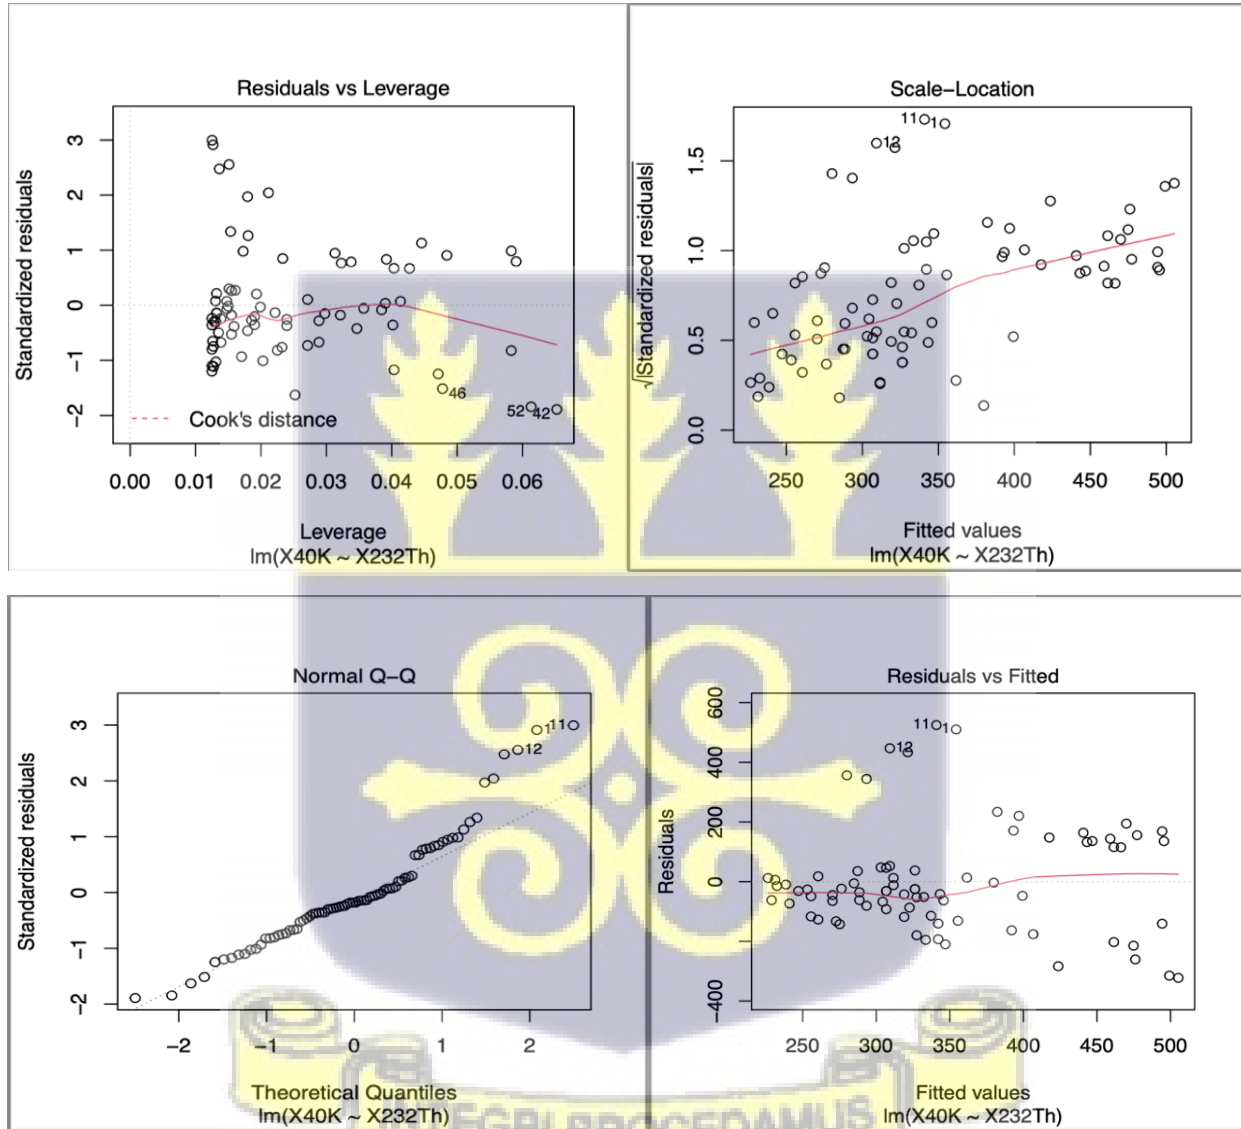 Residuals vs Leverage
Standardized residuals
3
2
1
0
−1
−2
46
52
42
Cook's distance
0.00 0.01 0.02 0.03 0.04 0.05 0.06
Leverage
lm(X40K ~ X232Th)
Scale−Location
√|Standardized residuals|
1.5
1.0
0.5
0.0
11
1
12
250 300 350 400 450 500
Fitted values
lm(X40K ~ X232Th)
Normal Q−Q
Standardized residuals
3
2
1
0
−1
−2
11
1
12
−2 −1 0 1 2
Theoretical Quantiles
lm(X40K ~ X232Th)
Residuals vs Fitted
Residuals
600
400
200
0
−400
11
1
12
250 300 350 400 450 500
Fitted values
lm(X40K ~ X232Th)
INTEGRI PROCEDAMUS